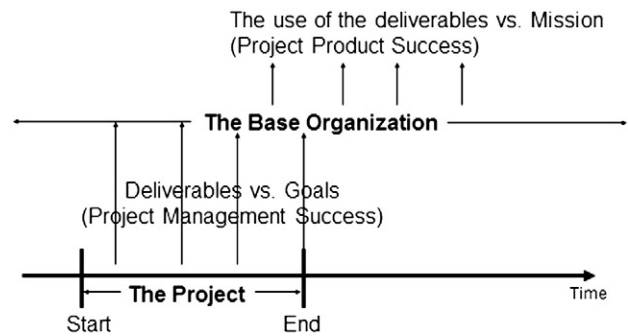 The use of the deliverables vs. Mission
(Project Product Success)
The Base Organization
Deliverables vs. Goals
(Project Management Success)
The Project
Time
Start
End